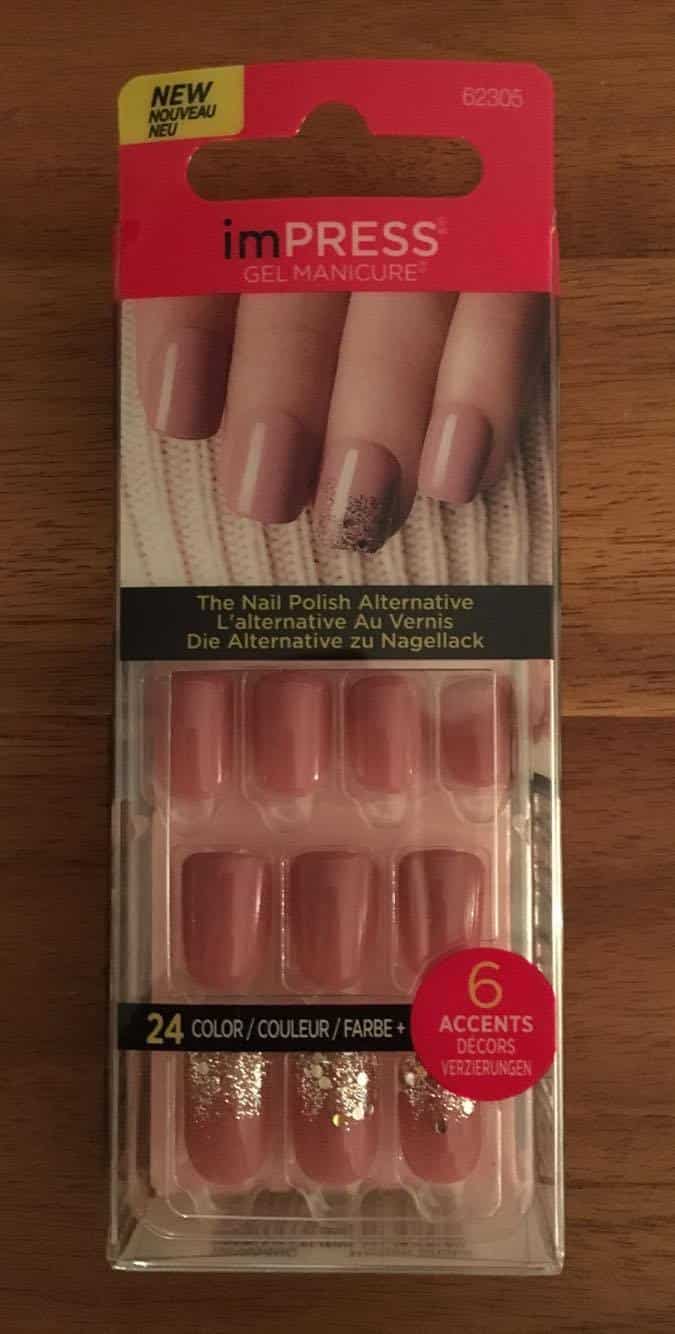 NEW
NOUVEAU
NEU
62305
imPRESS®
GEL MANICURE®
The Nail Polish Alternative
L'alternative Au Vernis
Die Alternative zu Nagellack
24 COLOR / COULEUR / FARBE +
6
ACCENTS
DÉCORS
VERZIERUNGEN